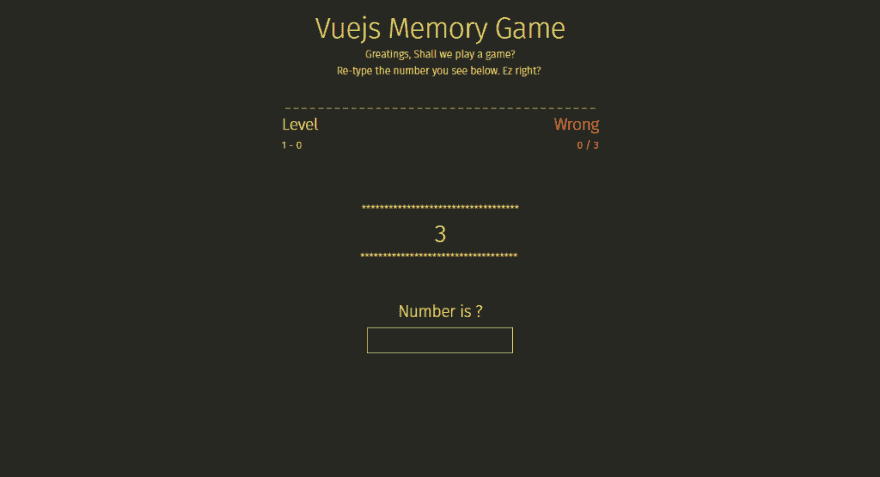 Vuejs Memory Game
Greatings, Shall we play a game?
Re-type the number you see below. Ez right?
Level
Wrong
1 - 0
0 / 3
***********************************
3
***********************************
Number is ?